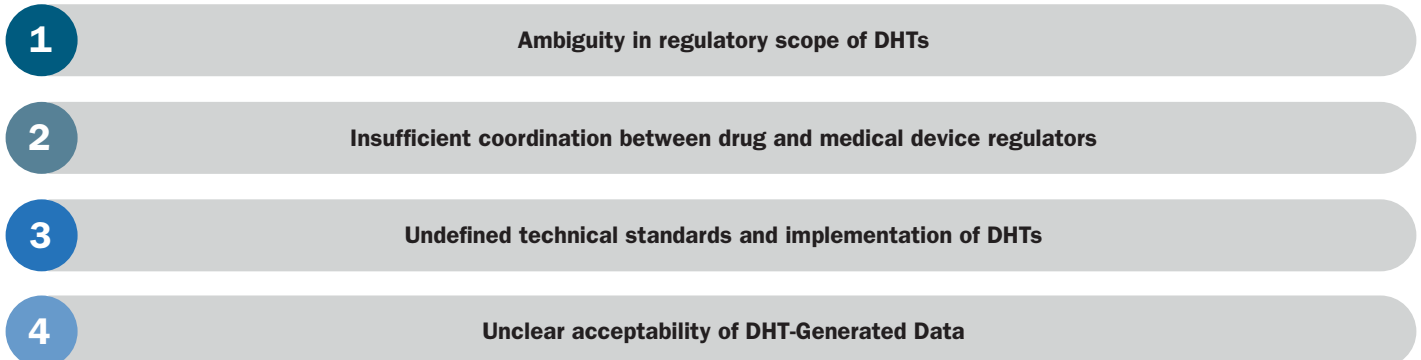 1 Ambiguity in regulatory scope of DHTs
2 Insufficient coordination between drug and medical device regulators
3 Undefined technical standards and implementation of DHTs
4 Unclear acceptability of DHT-Generated Data